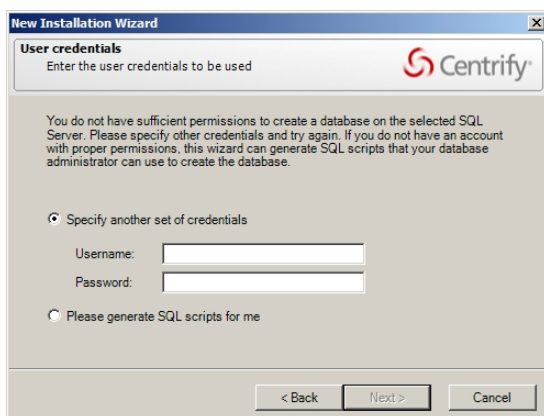 New Installation Wizard
User credentials
Enter the user credentials to be used
Centrify
You do not have sufficient permissions to create a database on the selected SQL
Server. Please specify other credentials and try again. If you do not have an account
with proper permissions, this wizard can generate SQL scripts that your database
administrator can use to create the database.
Specify another set of credentials
Username:
Password:
Please generate SQL scripts for me
< Back
Next >
Cancel